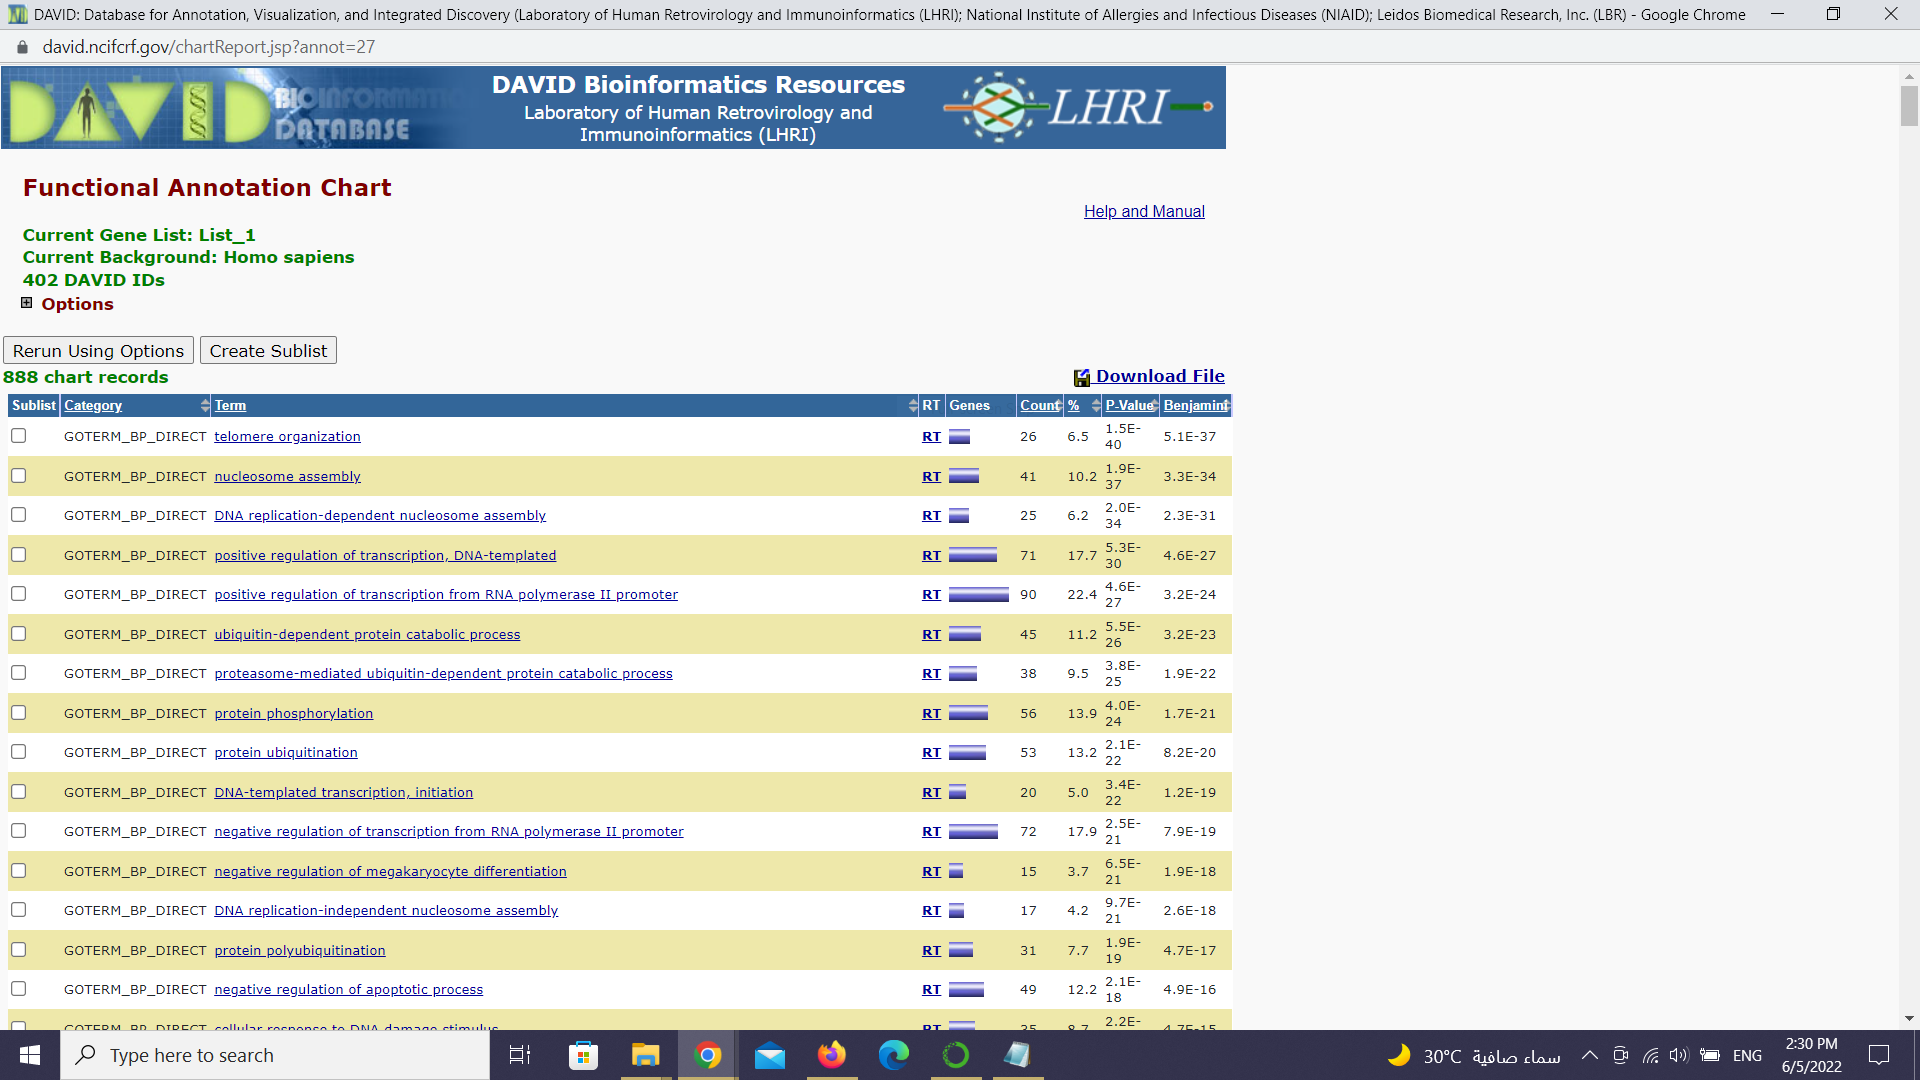 DAVID: Database for Annotation, Visualization, and Integrated Discovery (Laboratory of Human Retrovirology and Immunoinformatics (LHRI); National Institute of Allergies and Infectious Diseases (NIAID); Leidos Biomedical Research, Inc. (LBR) - Google Chrome
david.ncifcrf.gov/chartReport.jsp?annot=27
DAVID BIOINFORMATICS DATABASE
DAVID Bioinformatics Resources
Laboratory of Human Retrovirology and
Immunoinformatics (LHRI)
LHRI
Functional Annotation Chart
Help and Manual
Current Gene List: List_1
Current Background: Homo sapiens
402 DAVID IDs
Options
Rerun Using Options Create Sublist
888 chart records
Download File
Sublist Category Term RT Genes Count % P-Value Benjamini
GOTERM_BP_DIRECT telomere organization RT 26 6.5 1.5E-40 5.1E-37
GOTERM_BP_DIRECT nucleosome assembly RT 41 10.2 1.9E-37 3.3E-34
GOTERM_BP_DIRECT DNA replication-dependent nucleosome assembly RT 25 6.2 2.0E-34 2.3E-31
GOTERM_BP_DIRECT positive regulation of transcription, DNA-templated RT 71 17.7 5.3E-30 4.6E-27
GOTERM_BP_DIRECT positive regulation of transcription from RNA polymerase II promoter RT 90 22.4 4.6E-27 3.2E-24
GOTERM_BP_DIRECT ubiquitin-dependent protein catabolic process RT 45 11.2 5.5E-26 3.2E-23
GOTERM_BP_DIRECT proteasome-mediated ubiquitin-dependent protein catabolic process RT 38 9.5 3.8E-25 1.9E-22
GOTERM_BP_DIRECT protein phosphorylation RT 56 13.9 4.0E-24 1.7E-21
GOTERM_BP_DIRECT protein ubiquitination RT 53 13.2 2.1E-22 8.2E-20
GOTERM_BP_DIRECT DNA-templated transcription, initiation RT 20 5.0 3.4E-22 1.2E-19
GOTERM_BP_DIRECT negative regulation of transcription from RNA polymerase II promoter RT 72 17.9 2.5E-21 7.9E-19
GOTERM_BP_DIRECT negative regulation of megakaryocyte differentiation RT 15 3.7 6.5E-21 1.9E-18
GOTERM_BP_DIRECT DNA replication-independent nucleosome assembly RT 17 4.2 9.7E-21 2.6E-18
GOTERM_BP_DIRECT protein polyubiquitination RT 31 7.7 1.9E-19 4.7E-17
GOTERM_BP_DIRECT negative regulation of apoptotic process RT 49 12.2 2.1E-18 4.9E-16
GOTERM_BP_DIRECT cellular response to DNA damage stimulus RT 35 8.7 2.2E- 4.7E-15
Type here to search
30°C سماء صافية
ENG
2:30 PM
6/5/2022